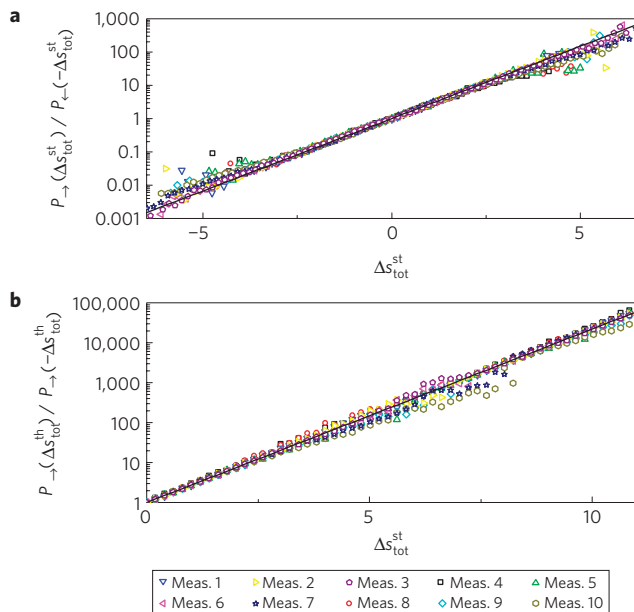 a
P→(Δs^st_tot) / P←(−Δs^st_tot)
1,000
100
10
1
0.1
0.01
0.001
−5
0
5
Δs^st_tot
b
P→(Δs^th_tot) / P→(−Δs^th_tot)
100,000
10,000
1,000
100
10
1
0
5
10
Δs^st_tot
Meas. 1 Meas. 2 Meas. 3 Meas. 4 Meas. 5
Meas. 6 Meas. 7 Meas. 8 Meas. 9 Meas. 10